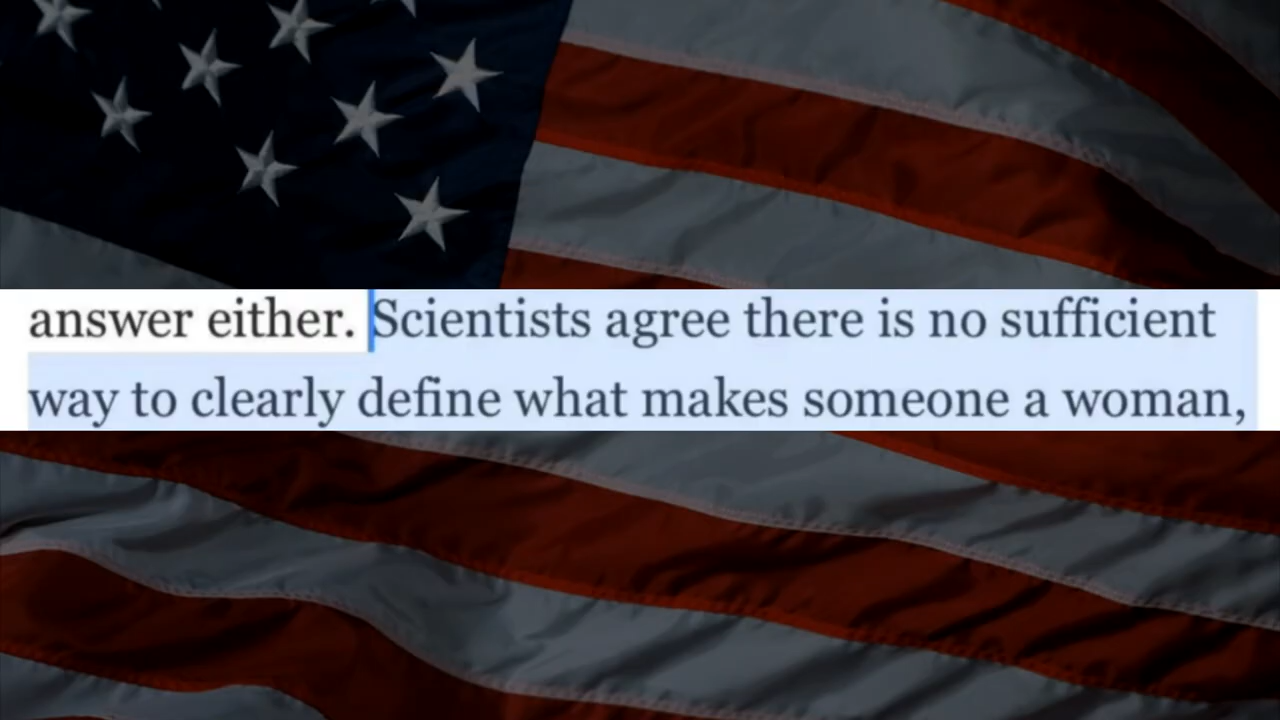 answer either. Scientists agree there is no sufficient
way to clearly define what makes someone a woman,